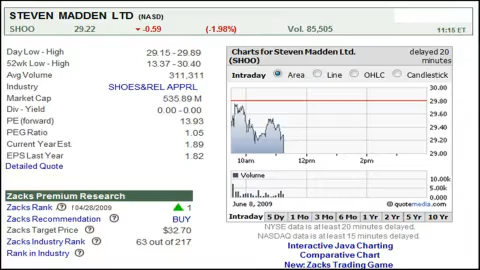 STEVEN MADDEN LTD (NASD)
SHOO 29.22 -0.59 (-1.98%) Vol. 85,505 11:15 ET
Day Low - High 29.15 - 29.89
52wk Low - High 13.37 - 30.40
Avg Volume 311,311
Industry SHOES&REL APPRL
Market Cap 535.89 M
Div - Yield 0.00 - 0.00
PE (forward) 13.93
PEG Ratio 1.05
Current Year Est. 1.89
EPS Last Year 1.82
Detailed Quote
Zacks Premium Research
Zacks Rank (04/28/2009) 1
Zacks Recommendation BUY
Zacks Target Price $32.70
Zacks Industry Rank 63 out of 217
Rank in Industry
Charts for Steven Madden Ltd. delayed 20
(SHOO) minutes
Intraday Area Line OHLC Candlestick
30.00
29.80
29.60
29.40
29.20
29.00
10am 12pm 2pm
Volume
10.00k
5.00k
0.00k
June 8, 2009 quotemedia.com
Intraday 5 Dy 1 Mo 3 Mo 1 Yr 2 Yr 5 Yr 10 Yr
NYSE data is at least 20 minutes delayed.
NASDAQ data is at least 15 minutes delayed.
Interactive Java Charting
Comparative Chart
New: Zacks Trading Game